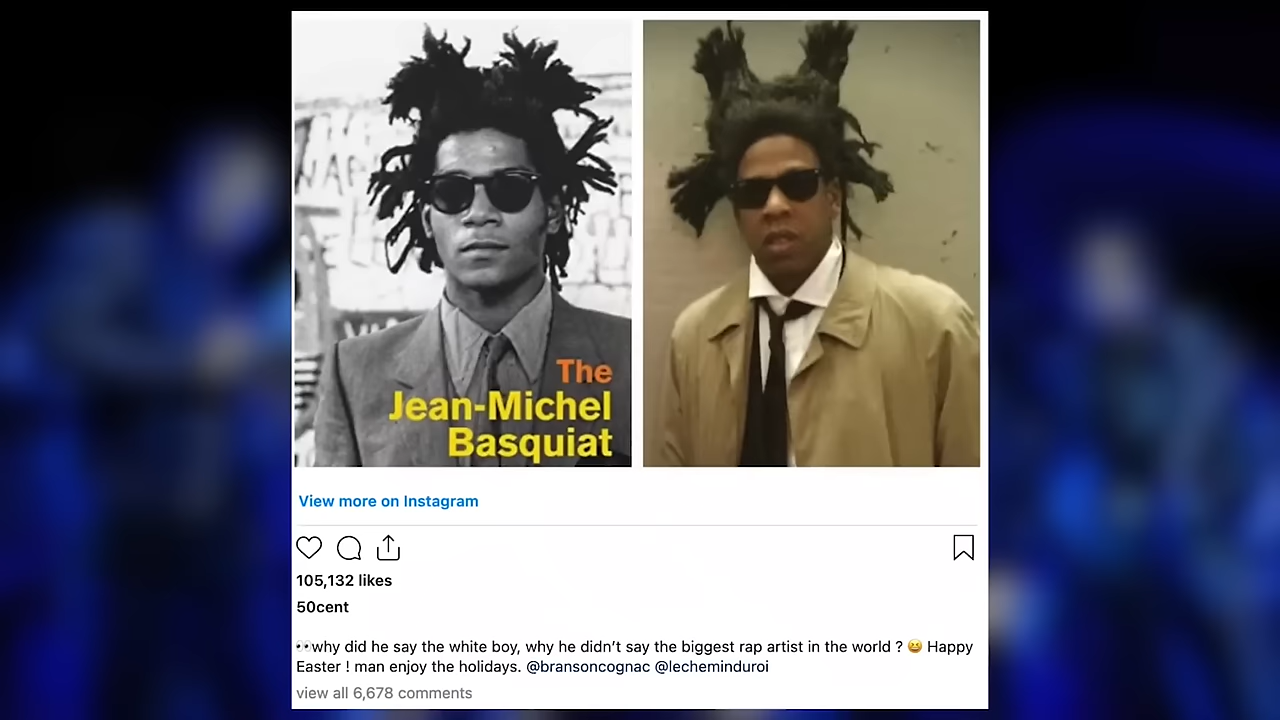 The
Jean-Michel
Basquiat
View more on Instagram
105,132 likes
50cent
👀why did he say the white boy, why he didn’t say the biggest rap artist in the world ? 😆 Happy
Easter ! man enjoy the holidays. @bransoncognac @lecheminduroi
view all 6,678 comments